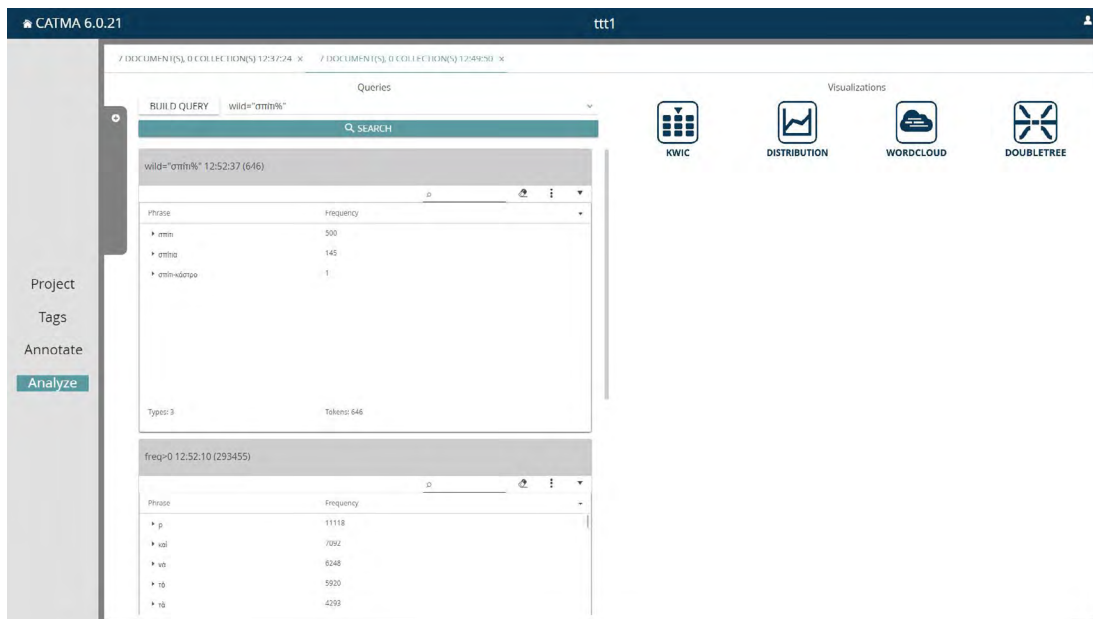 CATMA 6.0.21
ttt1
7 DOCUMENT(S), 0 COLLECTION(S) 12:37:24 ×
7 DOCUMENT(S), 0 COLLECTION(S) 12:49:50 ×
Queries
BUILD QUERY wild="σπίτι%"
SEARCH
wild="σπίτι%" 12:52:37 (646)
Phrase Frequency
σπίτι 500
σπίτια 145
σπίτι-κάστρο 1
Types: 3 Tokens: 646
freq>0 12:52:10 (293455)
Phrase Frequency
p 11118
καὶ 7092
νὰ 6248
τὸ 5920
τὰ 4293
Visualizations
KWIC
DISTRIBUTION
WORDCLOUD
DOUBLETREE
Project
Tags
Annotate
Analyze